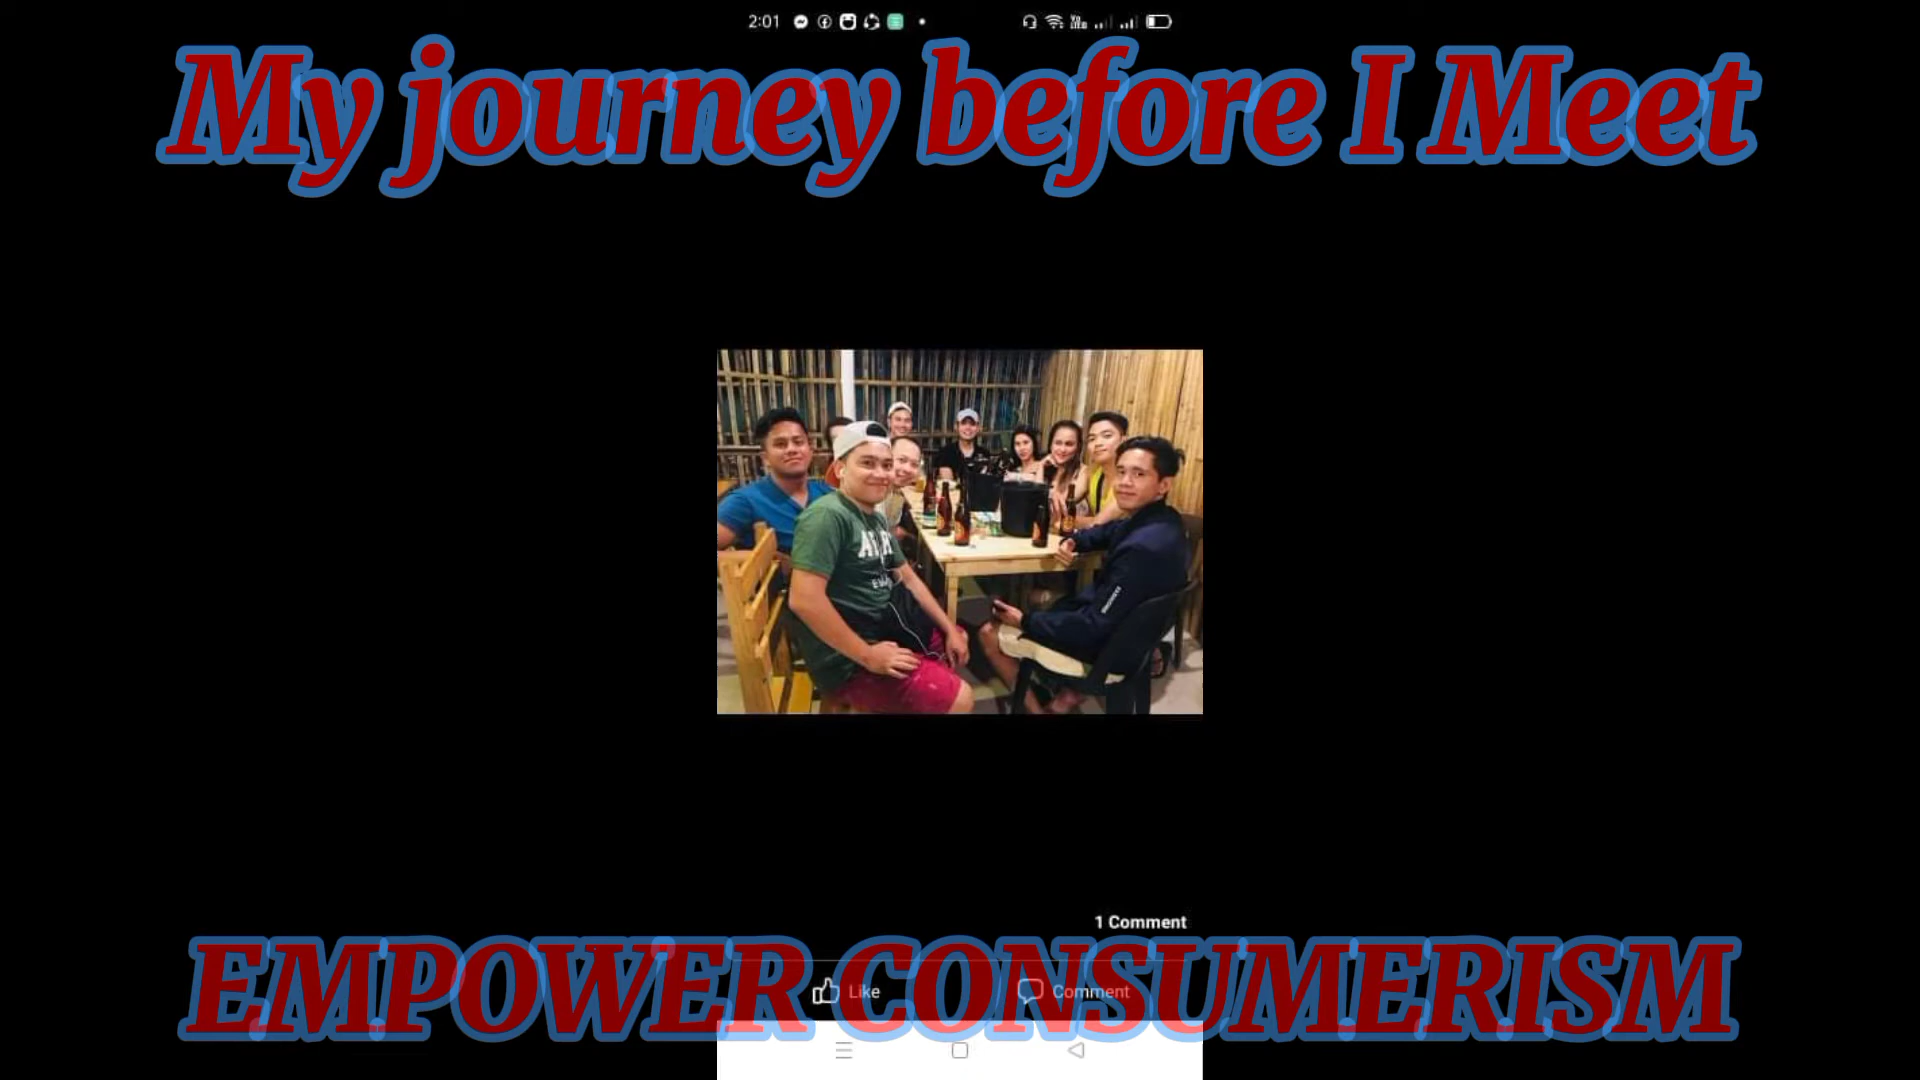 2:01
My journey before I Meet
1 Comment
Like
Comment
EMPOWER CONSUMERISM